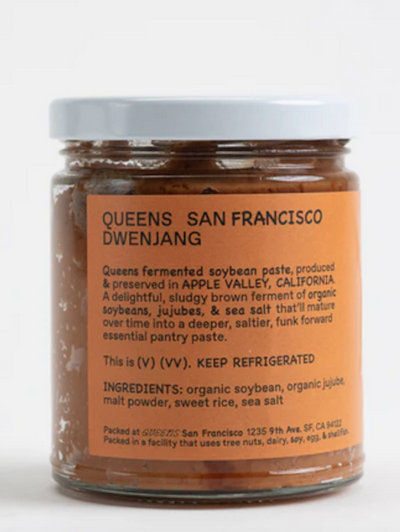 QUEENS SAN FRANCISCO
DWENJANG
Queens fermented soybean paste, produced
& preserved in APPLE VALLEY, CALIFORNIA.
A delightful, sludgy brown ferment of organic
soybeans, jujubes, & sea salt that'll mature
over time into a deeper, saltier, funk forward
essential pantry paste.
This is (V) (VV). KEEP REFRIGERATED
INGREDIENTS: organic soybean, organic jujube,
malt powder, sweet rice, sea salt
Packed at QUEENS San Francisco 1235 9th Ave. SF, CA 94122
Packed in a facility that uses tree nuts, dairy, soy, egg, & shellfish.